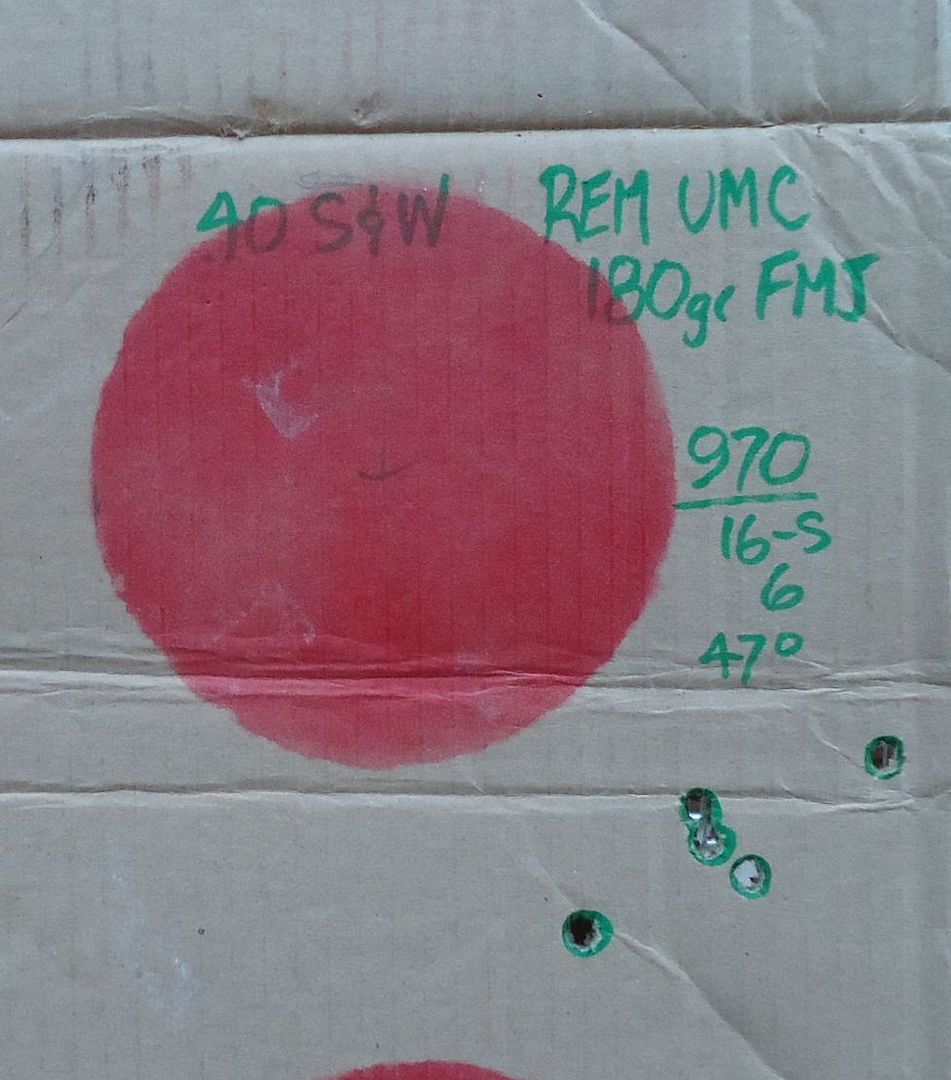 .40 S&W
REM UMC
180gr FMJ
970
16-S
6
47°